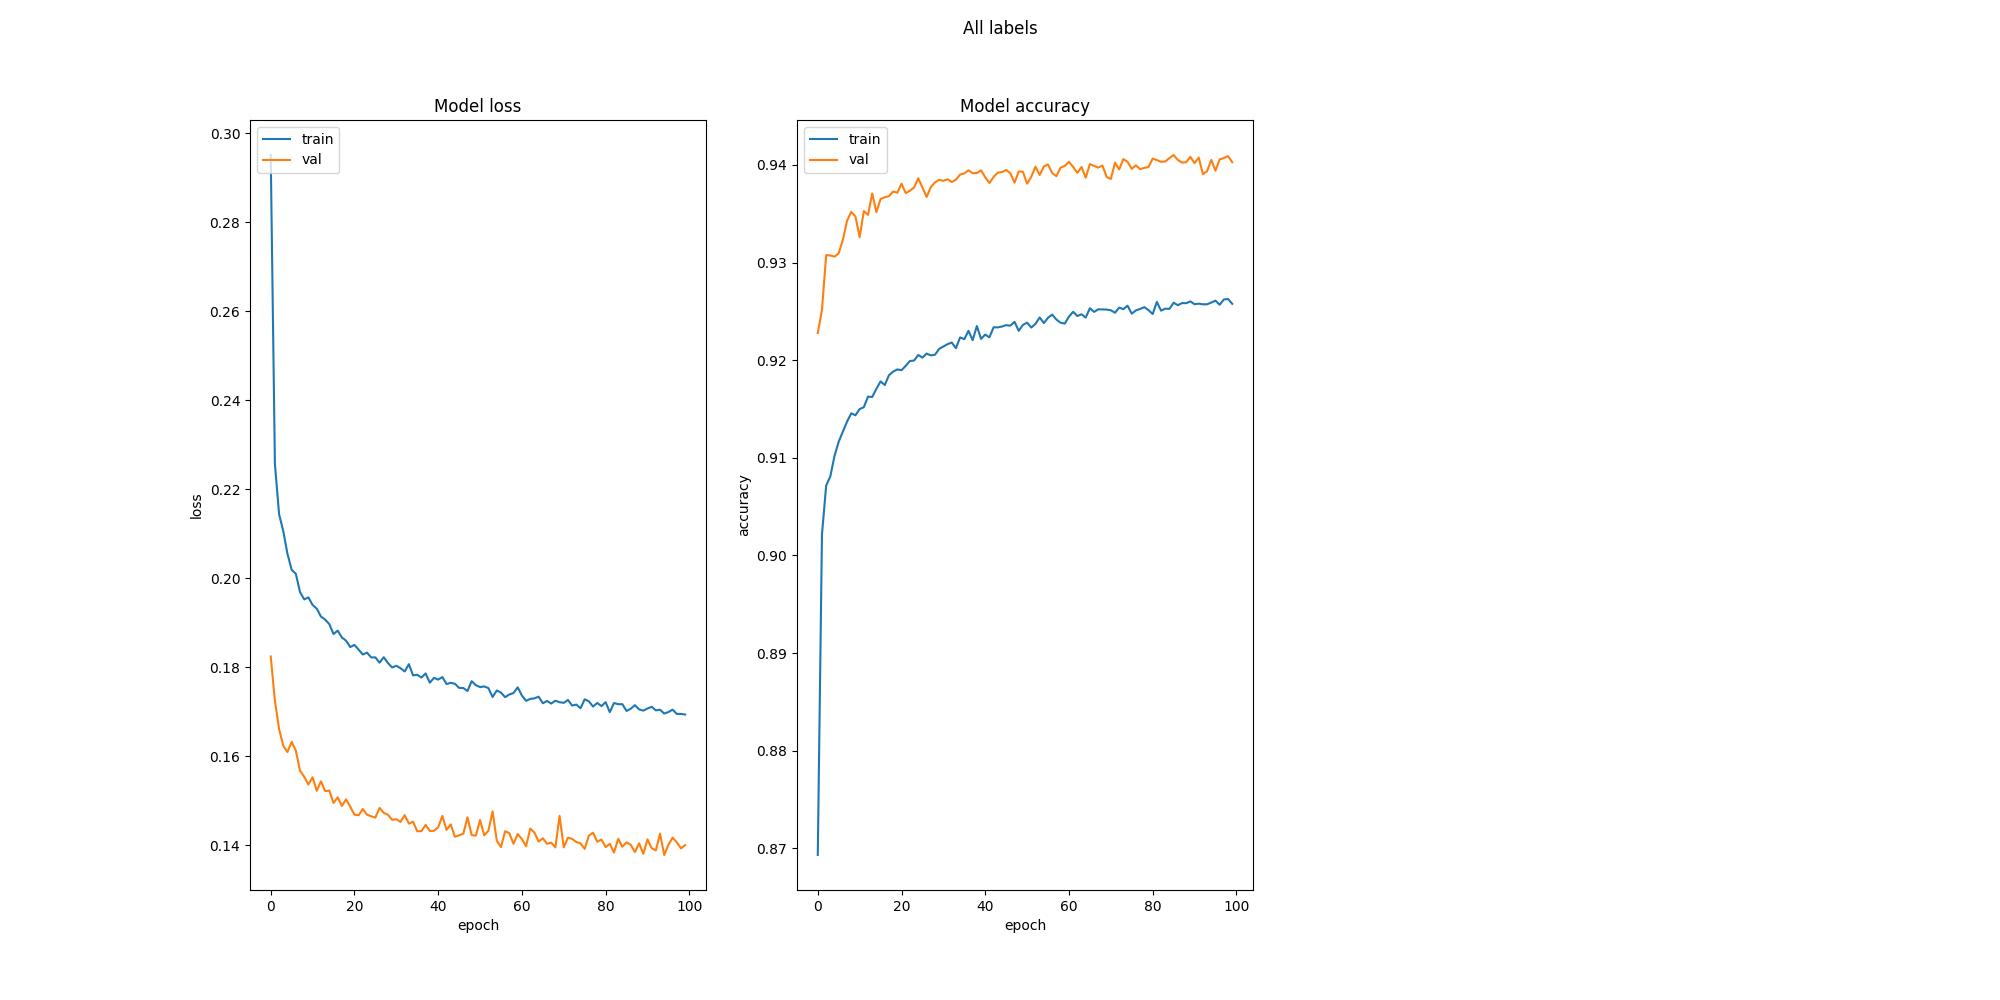 All labels
Model loss
train
val
0.30
0.28
0.26
0.24
0.22
0.20
0.18
0.16
0.14
loss
0 20 40 60 80 100
epoch
Model accuracy
train
val
0.94
0.93
0.92
0.91
0.90
0.89
0.88
0.87
accuracy
0 20 40 60 80 100
epoch